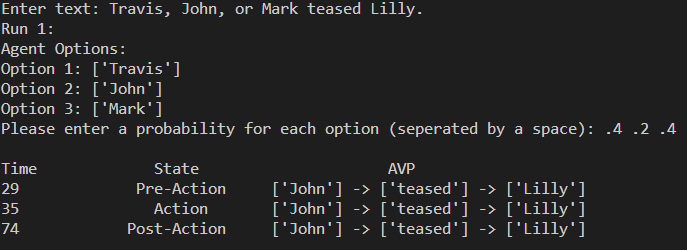 Enter text: Travis, John, or Mark teased Lilly.
Run 1:
Agent Options:
Option 1: ['Travis']
Option 2: ['John']
Option 3: ['Mark']
Please enter a probability for each option (seperated by a space): .4 .2 .4
Time State AVP
29 Pre-Action ['John'] -> ['teased'] -> ['Lilly']
35 Action ['John'] -> ['teased'] -> ['Lilly']
74 Post-Action ['John'] -> ['teased'] -> ['Lilly']